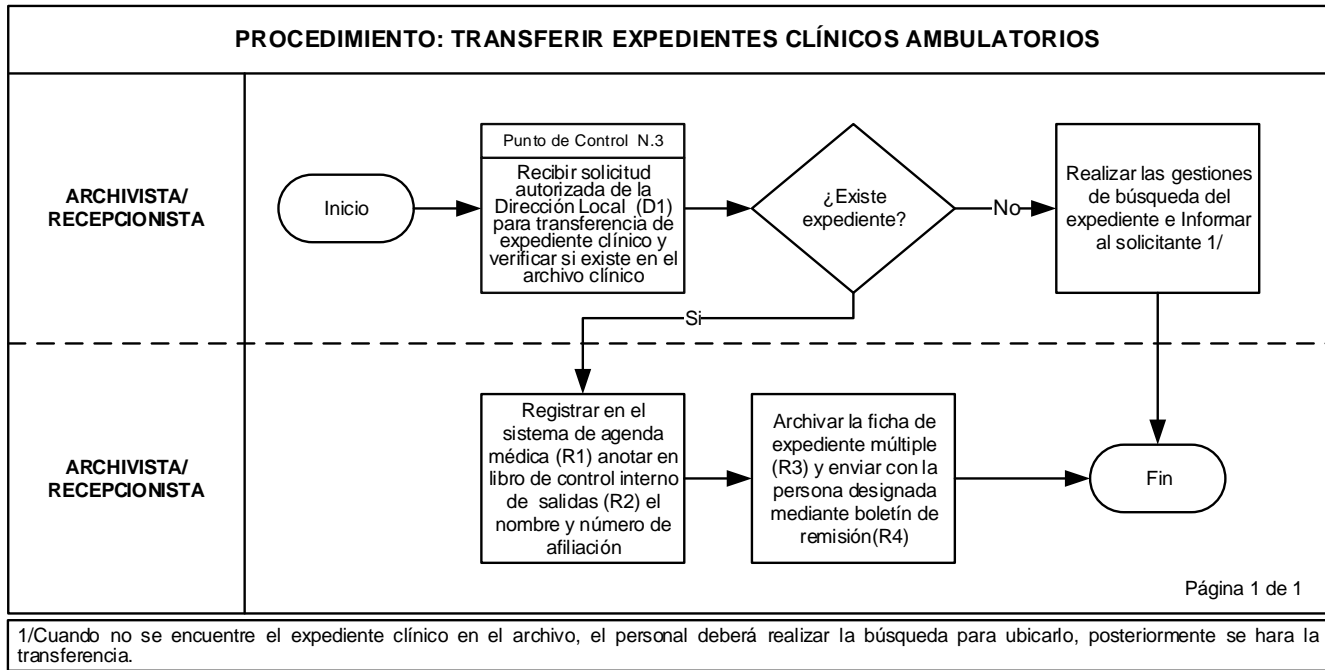 PROCEDIMIENTO: TRANSFERIR EXPEDIENTES CLÍNICOS AMBULATORIOS
ARCHIVISTA/
RECEPCIONISTA
Inicio
Punto de Control N.3
Recibir solicitud
autorizada de la
Dirección Local (D1)
para transferencia de
expediente clínico y
verificar si existe en el
archivo clínico
¿Existe
expediente?
No
Realizar las gestiones
de búsqueda del
expediente e Informar
al solicitante 1/
Si
ARCHIVISTA/
RECEPCIONISTA
Registrar en el
sistema de agenda
médica (R1) anotar en
libro de control interno
de salidas (R2) el
nombre y número de
afiliación
Archivar la ficha de
expediente múltiple
(R3) y enviar con la
persona designada
mediante boletín de
remisión(R4)
Fin
Página 1 de 1
1/Cuando no se encuentre el expediente clínico en el archivo, el personal deberá realizar la búsqueda para ubicarlo, posteriormente se hara la
transferencia.